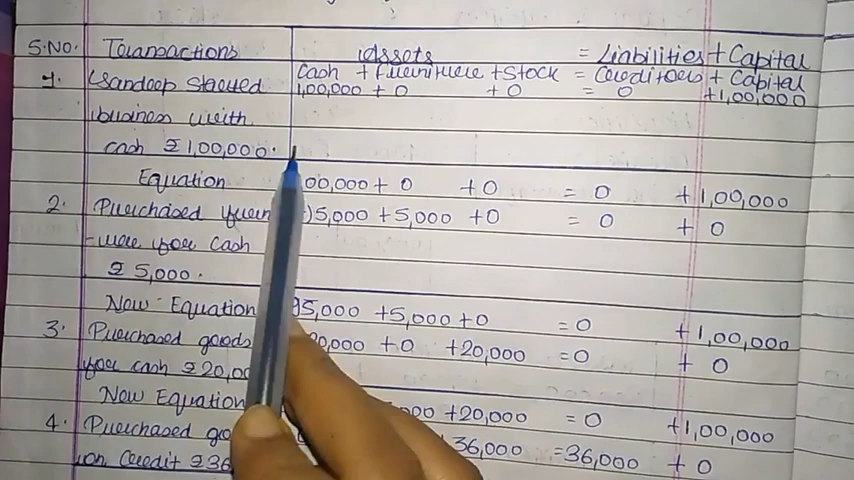 S.No. Transactions Assets = Liabilities + Capital
1. Sandeep started Cash + Furniture + Stock = Creditors + Capital
1,00,000 + 0 + 0 = 0 +1,00,000
business with
cash ₹1,00,000.
Equation 00,000 + 0 +0 = 0 +1,00,000
2. Purchased furni )5,000 +5,000 +0 = 0 + 0
-ture for cash
₹5,000.
New Equation 95,000 +5,000 +0 =0 +1,00,000
3. Purchased goods 20,000 +0 +20,000 =0 + 0
for cash ₹20,00
New Equation 000 +20,000 =0 +1,00,000
4. Purchased go + 36,000 =36,000 + 0
on Credit ₹36